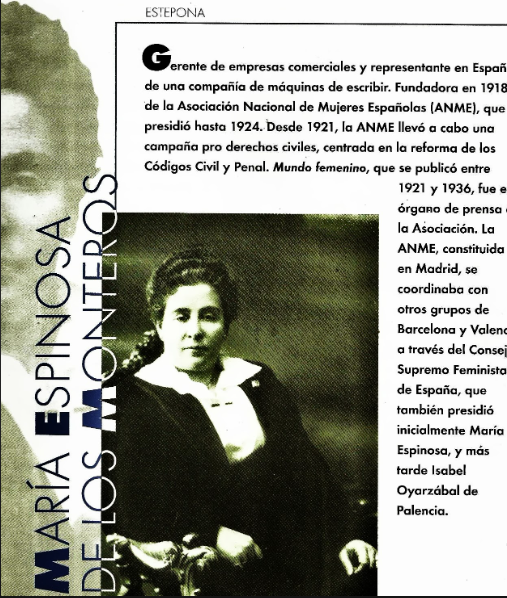 ESTEPONA
Gerente de empresas comerciales y representante en Españ
de una compañía de máquinas de escribir. Fundadora en 1918
de la Asociación Nacional de Mujeres Españolas (ANME), que
presidió hasta 1924. Desde 1921, la ANME llevó a cabo una
campaña pro derechos civiles, centrada en la reforma de los
Códigos Civil y Penal. Mundo femenino, que se publicó entre
1921 y 1936, fue e
órgano de prensa
la Asociación. La
ANME, constituida
en Madrid, se
coordinaba con
otros grupos de
Barcelona y Valenc
a través del Consej
Supremo Feminista
de España, que
también presidió
inicialmente María
Espinosa, y más
tarde Isabel
Oyarzábal de
Palencia.
MARÍA ESPINOSA
DE LOS MONTEROS